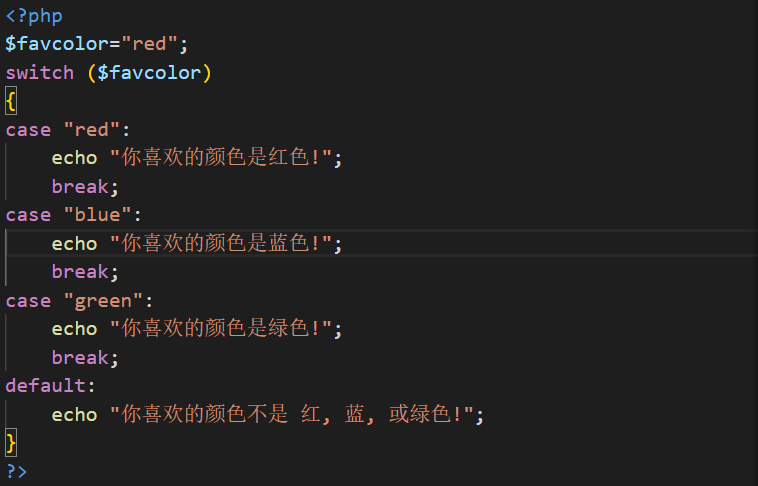 <?php
$favcolor="red";
switch ($favcolor)
{
case "red":
    echo "你喜欢的颜色是红色!";
    break;
case "blue":
    echo "你喜欢的颜色是蓝色!";
    break;
case "green":
    echo "你喜欢的颜色是绿色!";
    break;
default:
    echo "你喜欢的颜色不是 红, 蓝, 或绿色!";
}
?>